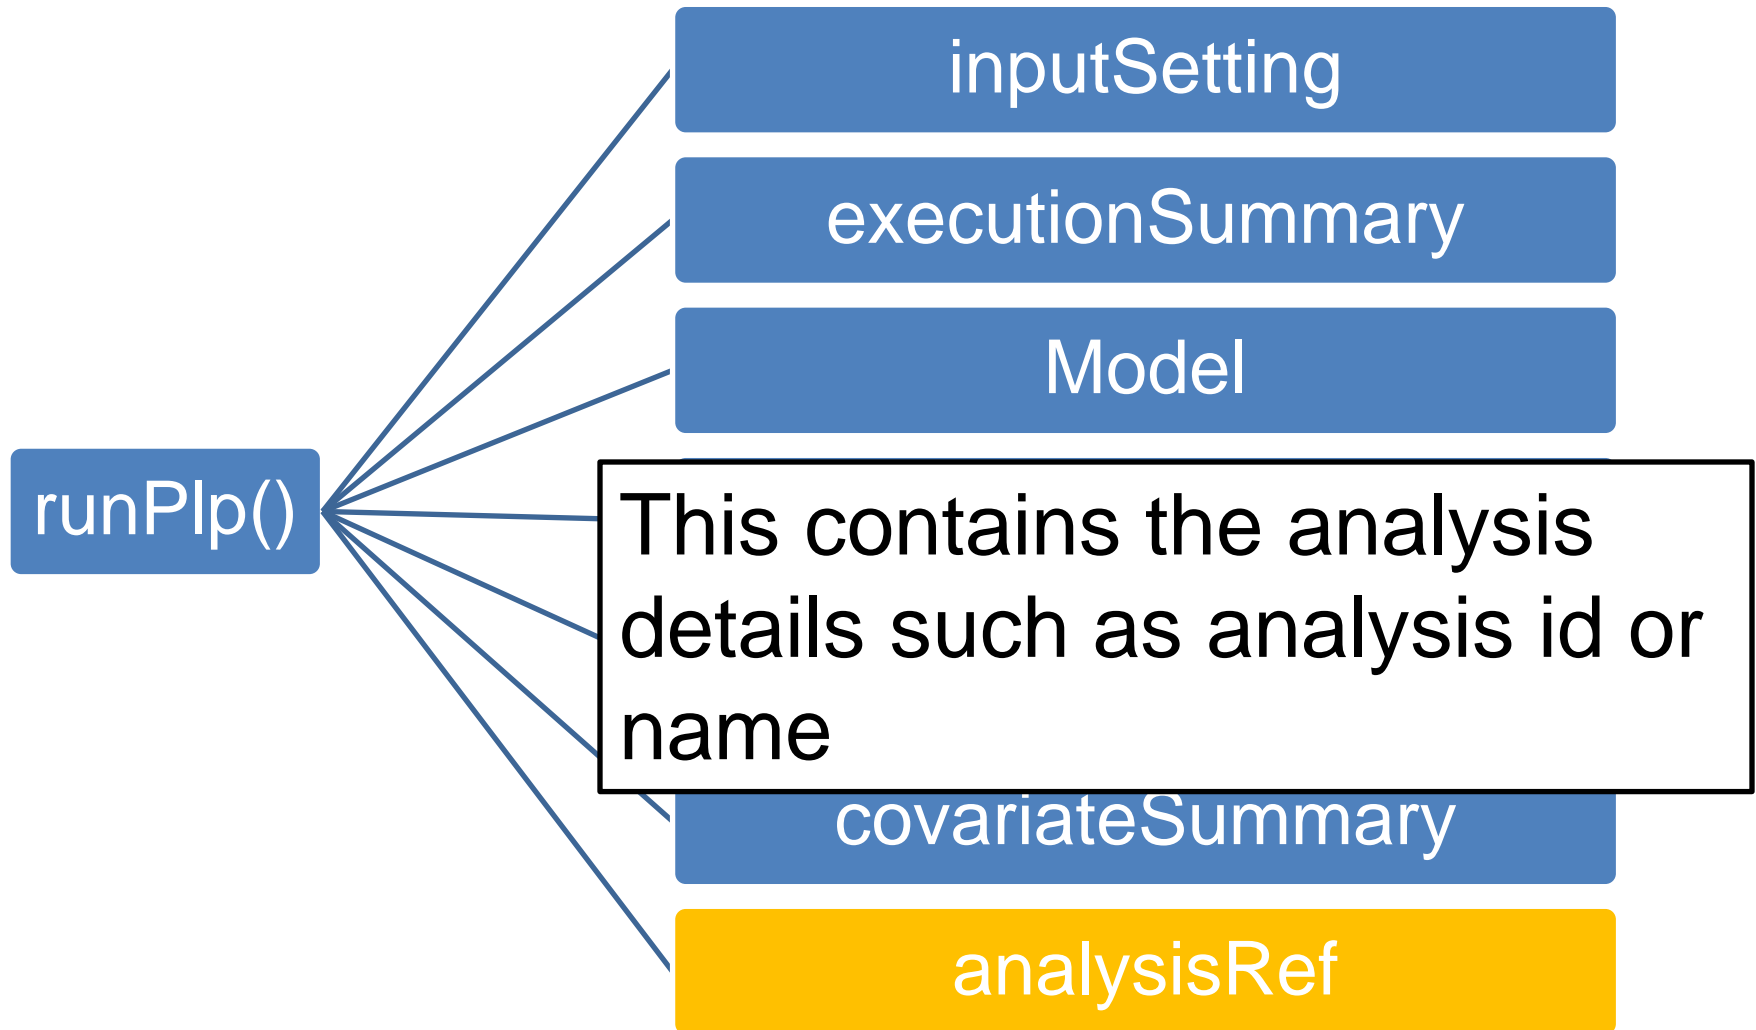 inputSetting
executionSummary
Model
runPlp()
This contains the analysis
details such as analysis id or
name
covariateSummary
analysisRef